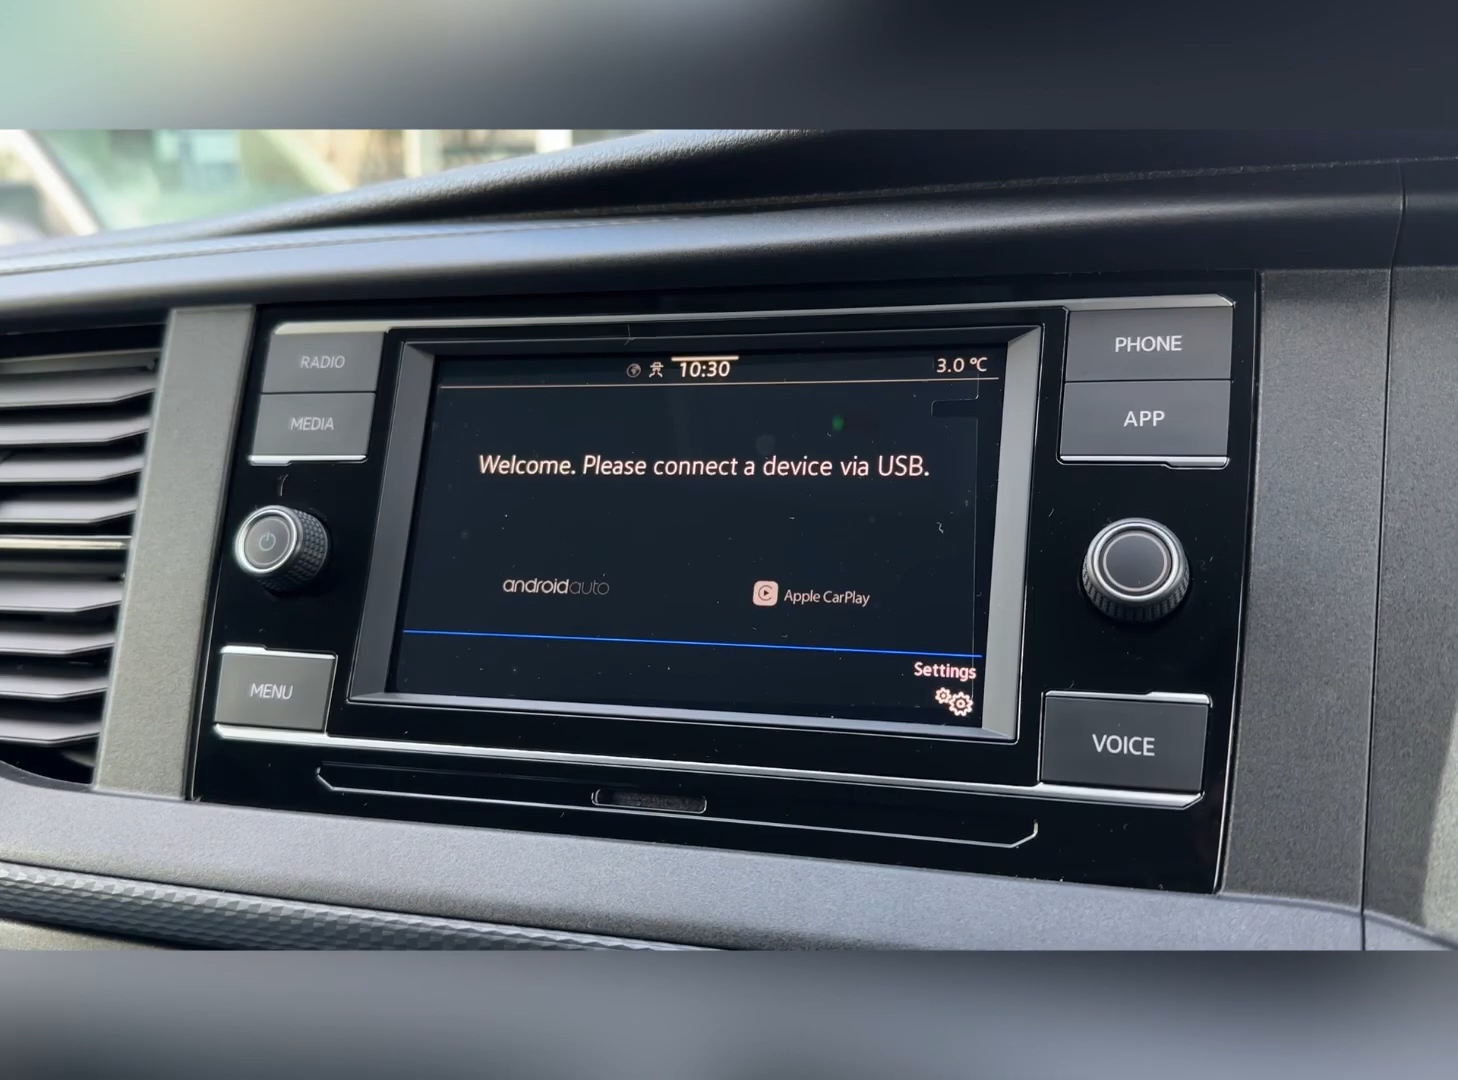 RADIO
MEDIA
MENU
10:30
3.0 °C
Welcome. Please connect a device via USB.
androidauto
Apple CarPlay
Settings
PHONE
APP
VOICE